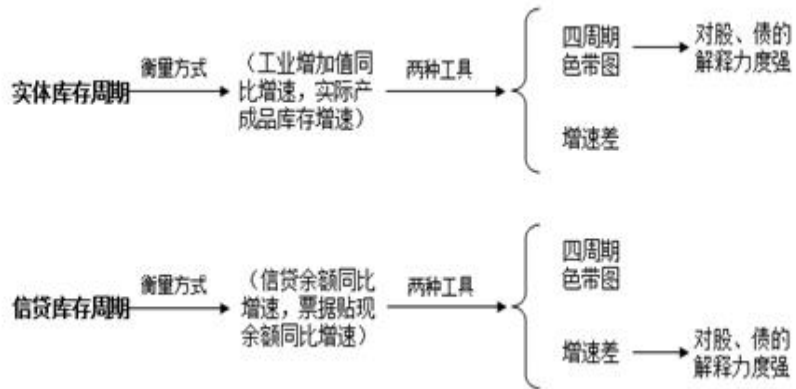 实体库存周期
衡量方式
（工业增加值同
比增速，实际产
成品库存增速）
两种工具
四周期
色带图
对股、债的
解释力度强
增速差
信贷库存周期
衡量方式
（信贷余额同比
增速，票据贴现
余额同比增速）
两种工具
四周期
色带图
增速差
对股、债的
解释力度强